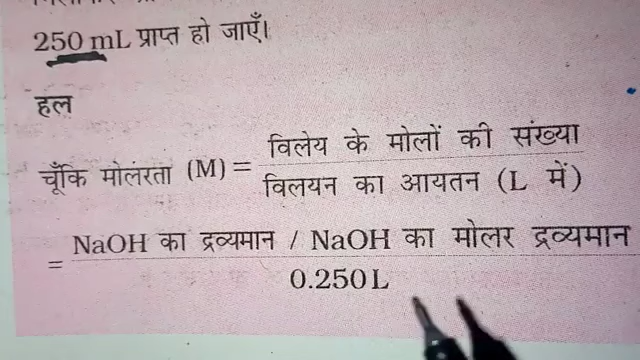 250 mL प्राप्त हो जाएँ।
हल
चूँकि मोलरता (M) = विलेय के मोलों की संख्या
विलयन का आयतन (L में)
= NaOH का द्रव्यमान / NaOH का मोलर द्रव्यमान
0.250 L